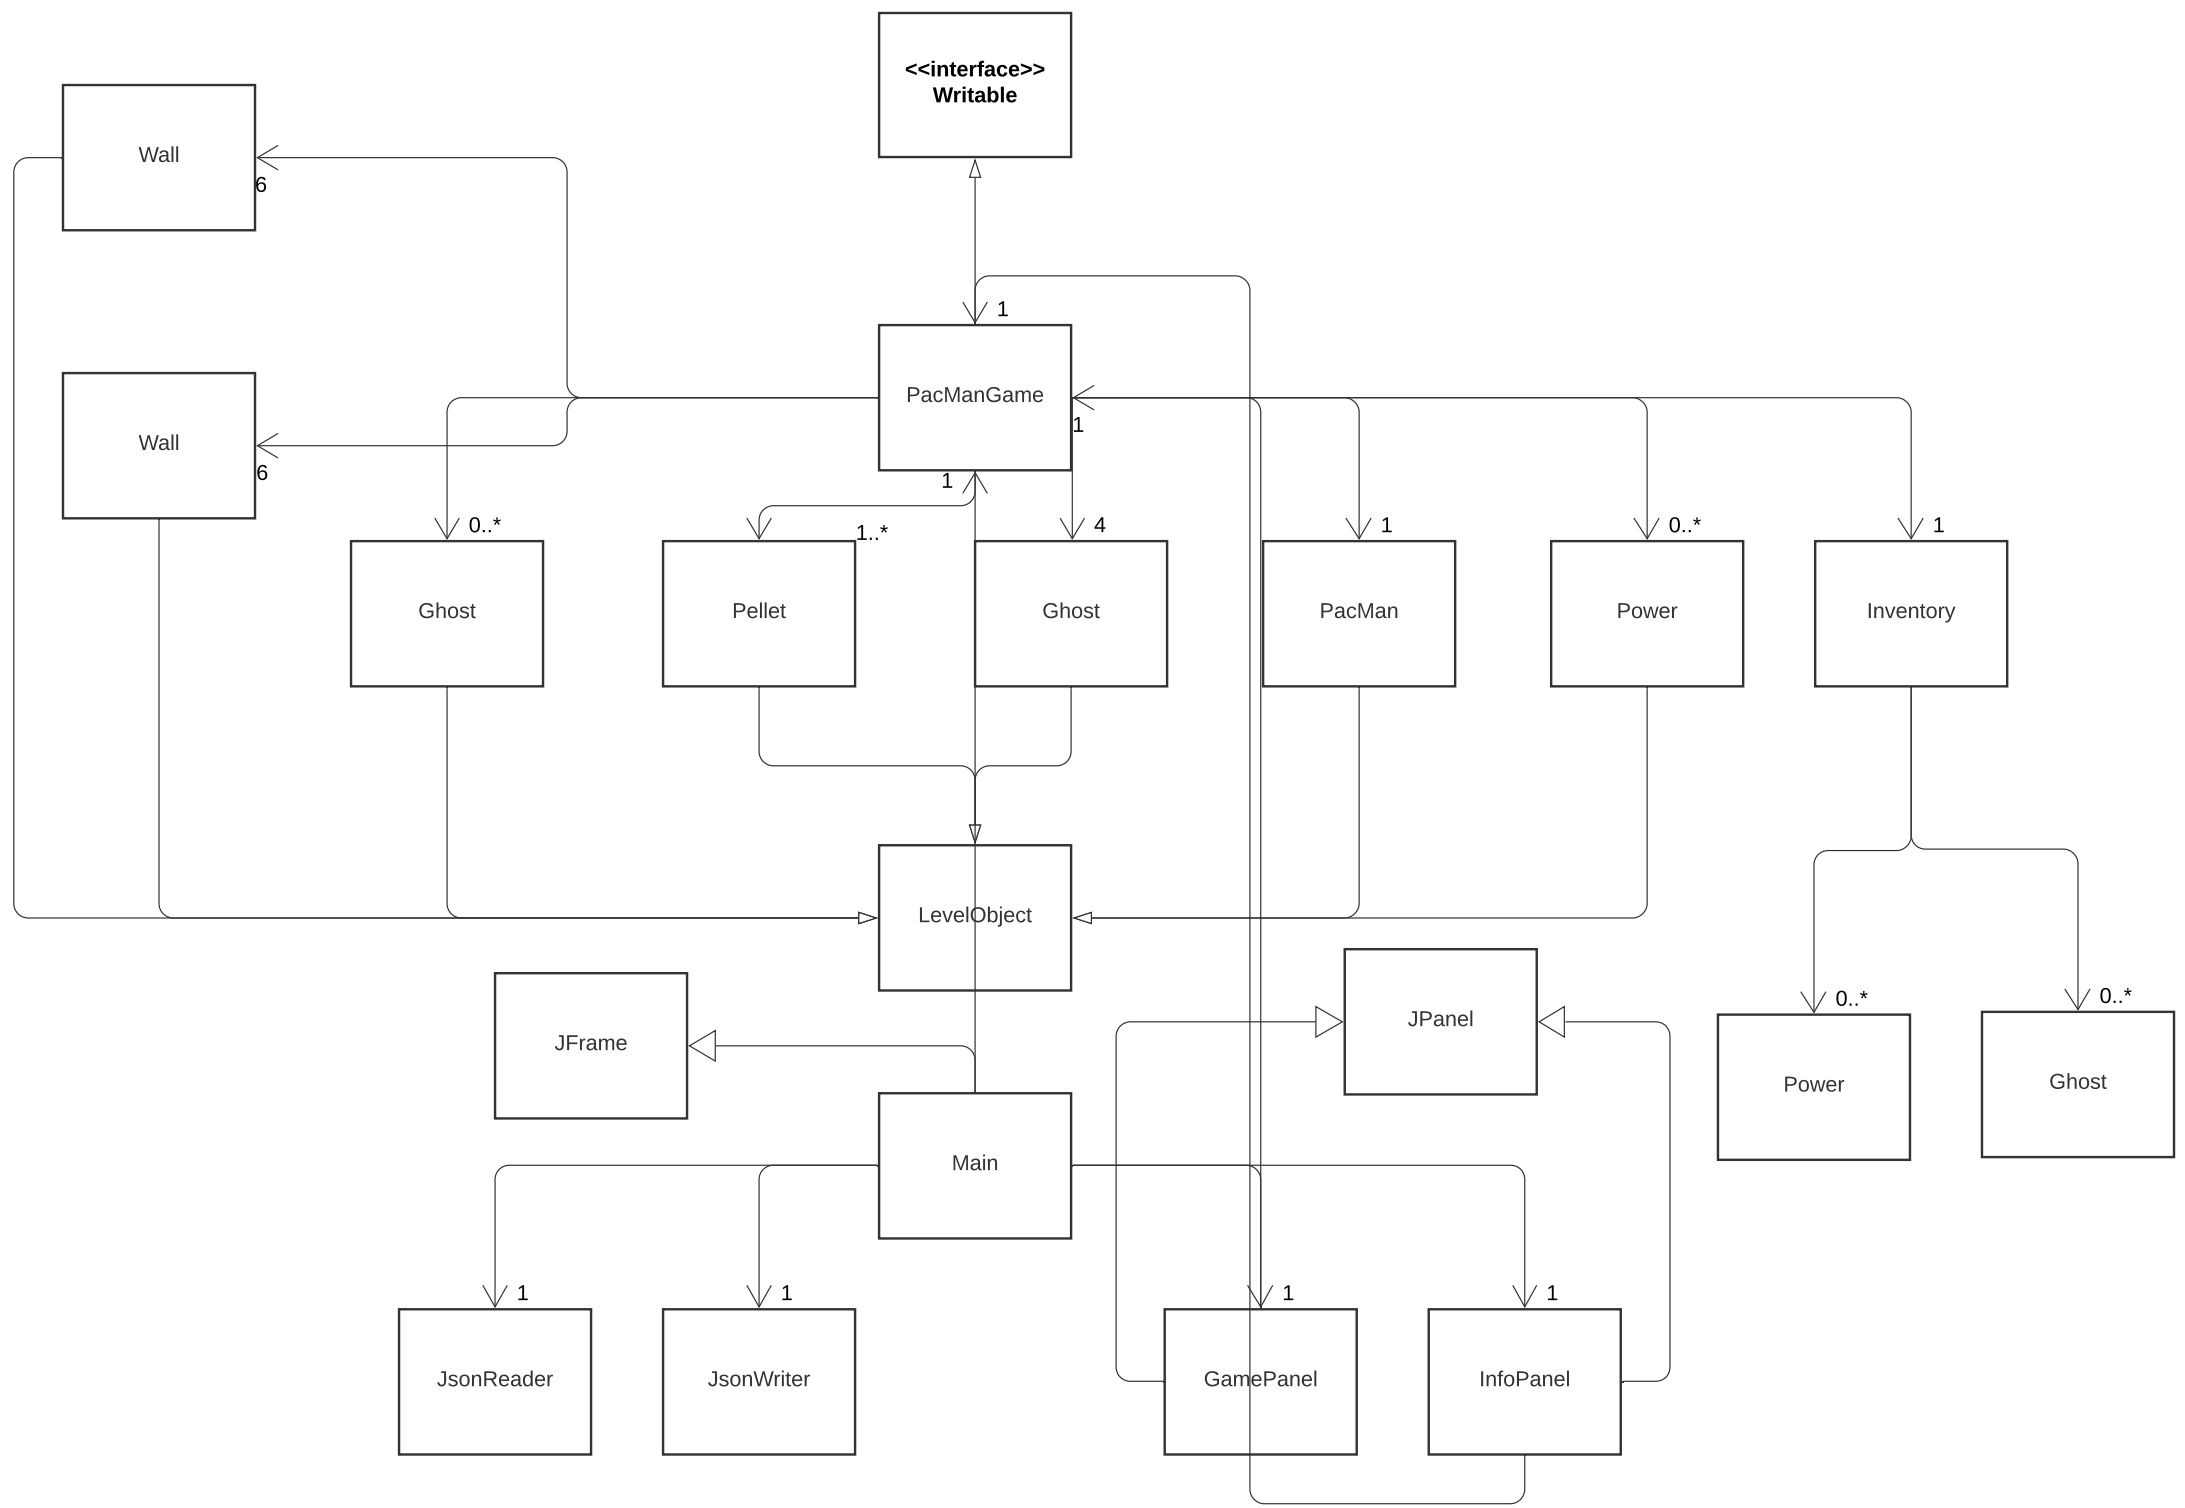 <<interface>>
Writable
Wall
6
1
PacManGame
1
Wall
6
1
0..*
1..*
4
1
0..*
1
Ghost
Pellet
Ghost
PacMan
Power
Inventory
LevelObject
JFrame
JPanel
0..*
0..*
Power
Ghost
Main
1
1
1
1
JsonReader
JsonWriter
GamePanel
InfoPanel